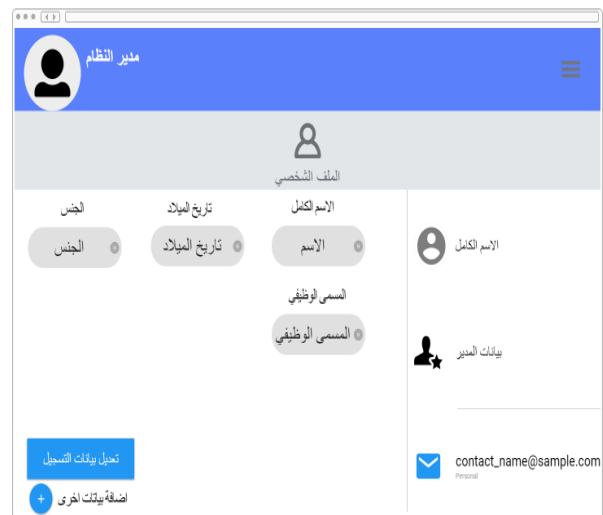 مدير النظام
الملف الشخصي
الاسم الكامل
تاريخ الميلاد
الجنس
الاسم
تاريخ الميلاد
الجنس
المسمى الوظيفي
المسمى الوظيفي
الاسم الكامل
بيانات المدير
contact_name@sample.com
Personal
تعديل بيانات التسجيل
اضافة بيانات اخرى